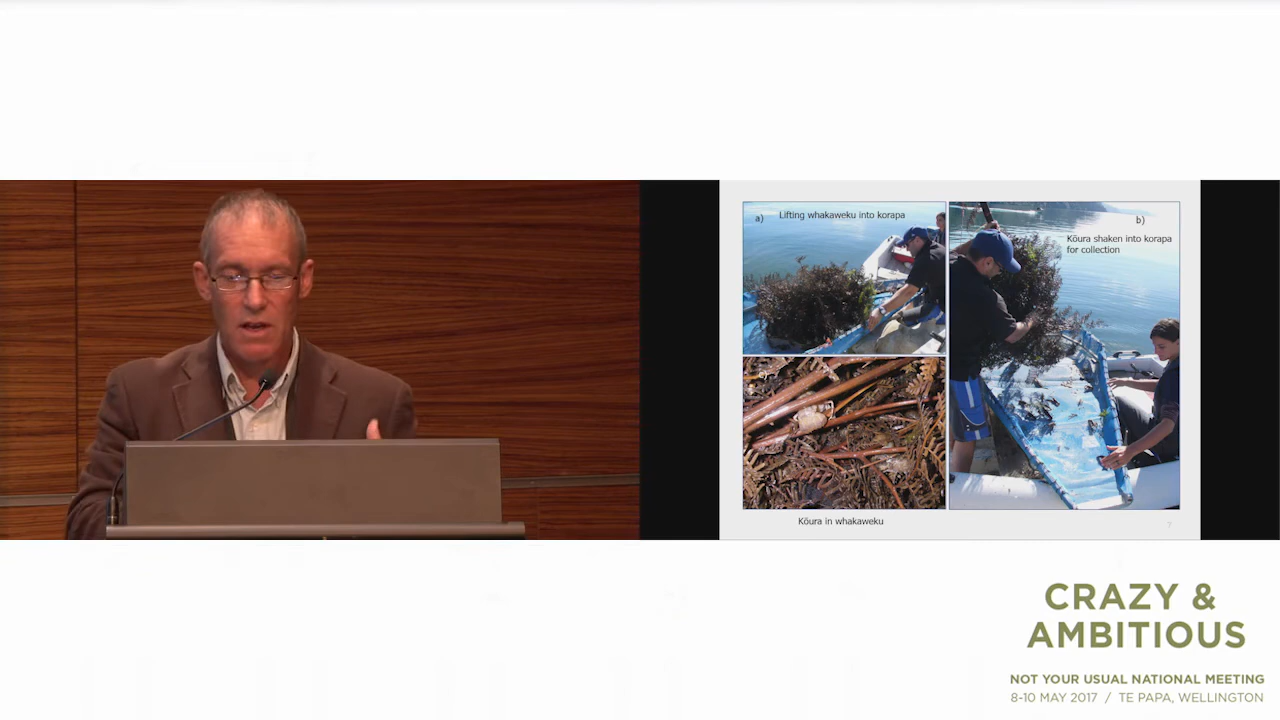 a)
Lifting whakaweku into korapa
b)
Kōura shaken into korapa
for collection
Kōura in whakaweku
7
CRAZY &
AMBITIOUS
NOT YOUR USUAL NATIONAL MEETING
8-10 MAY 2017 / TE PAPA, WELLINGTON